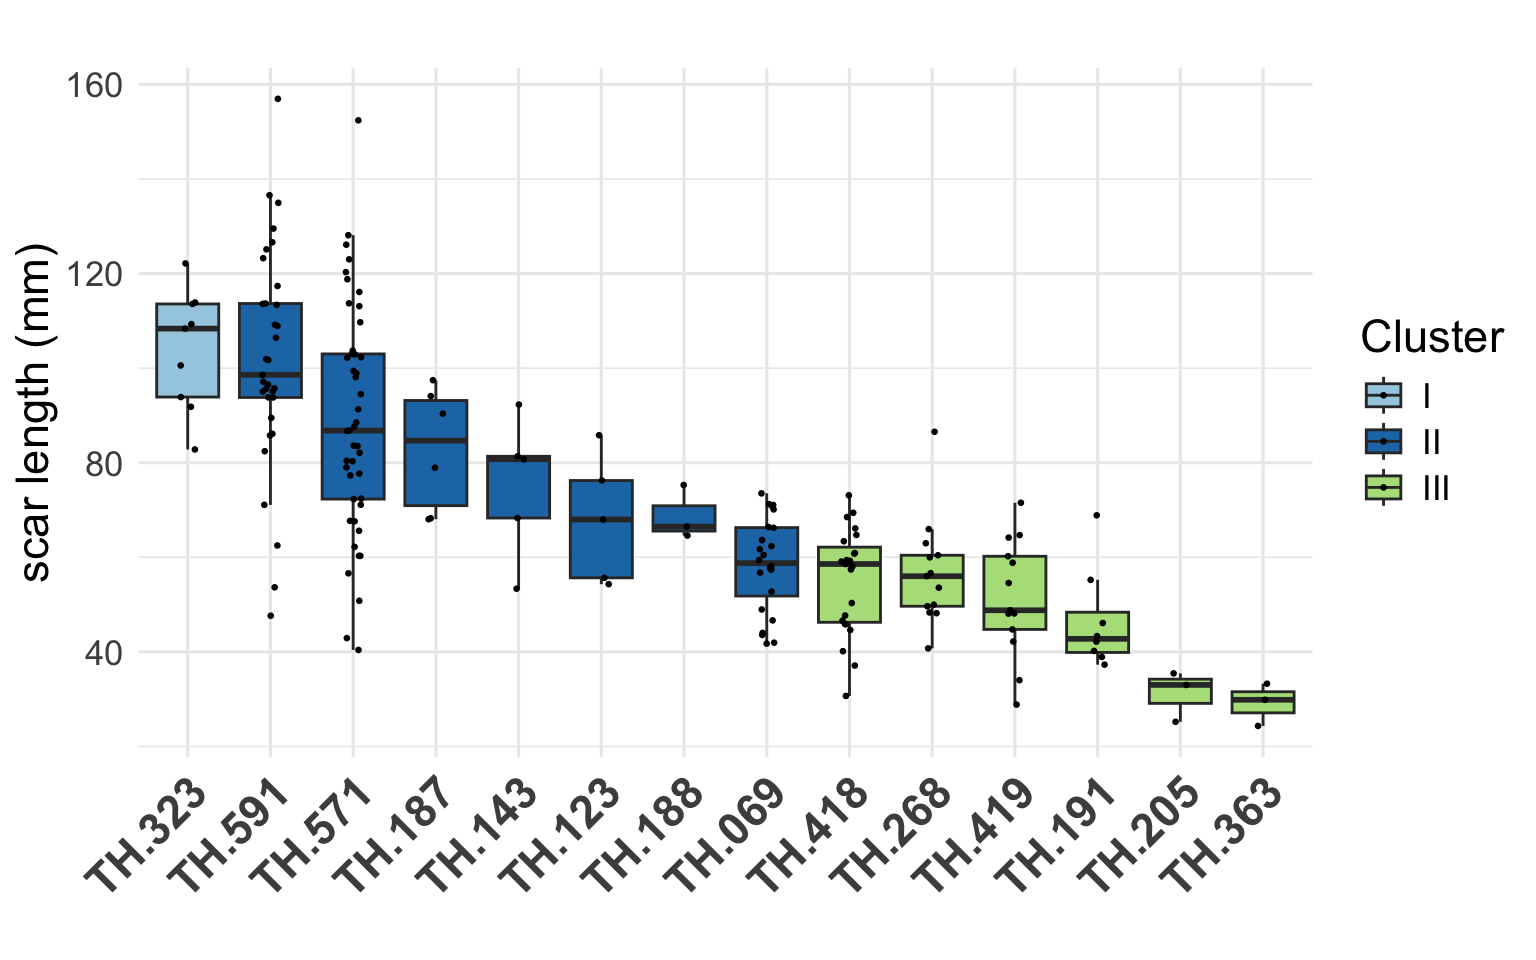 scar length (mm)
160
120
80
40
TH.323
TH.591
TH.571
TH.187
TH.143
TH.123
TH.188
TH.069
TH.418
TH.268
TH.419
TH.191
TH.205
TH.363
Cluster
I
II
III